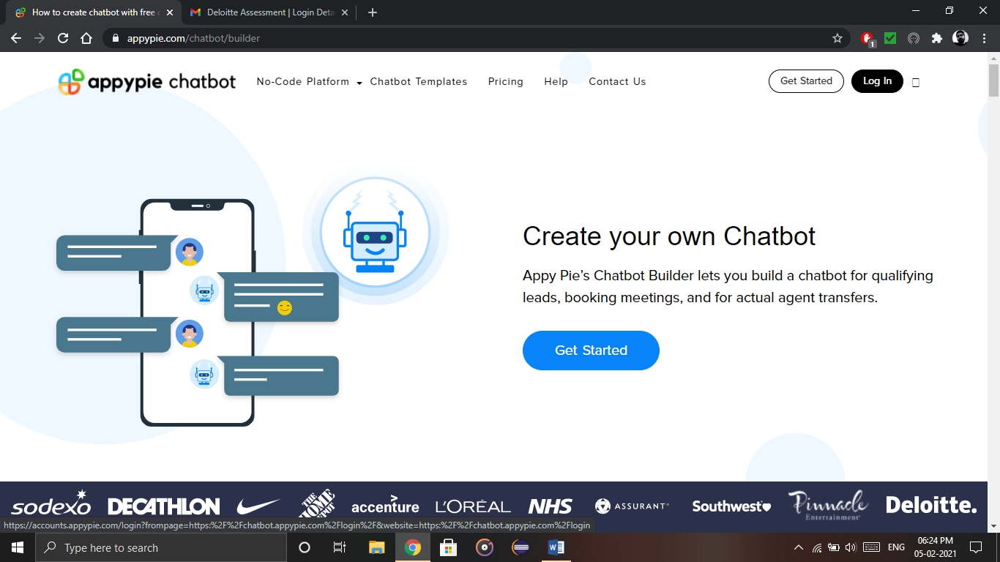 How to create chatbot with free c
Deloitte Assessment | Login Deta
appypie.com/chatbot/builder
1
appypie chatbot
No-Code Platform
Chatbot Templates
Pricing
Help
Contact Us
Get Started
Log In
Create your own Chatbot
Appy Pie's Chatbot Builder lets you build a chatbot for qualifying
leads, booking meetings, and for actual agent transfers.
Get Started
sodexo
DECATHLON
THE HOME
accenture
L'ORÉAL
NHS
ASSURANT
Southwest
Pinnacle
Entertainment
Deloitte.
https://accounts.appypie.com/login?frompage=https:%2F%2Fchatbot.appypie.com%2Flogin%2F&website=https:%2F%2Fchatbot.appypie.com%2Flogin
Type here to search
ENG
06:24 PM
05-02-2021